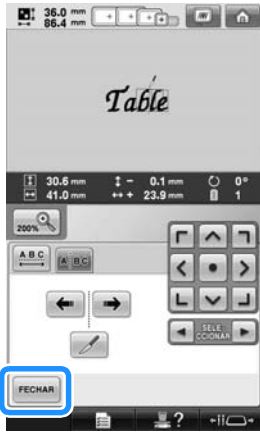 36.0 mm
86.4 mm
Table
30.6 mm - 0.1 mm 0°
41.0 mm + 23.9 mm 1
200%
ABC A BC
SELE
CCIONAR
FECHAR
?